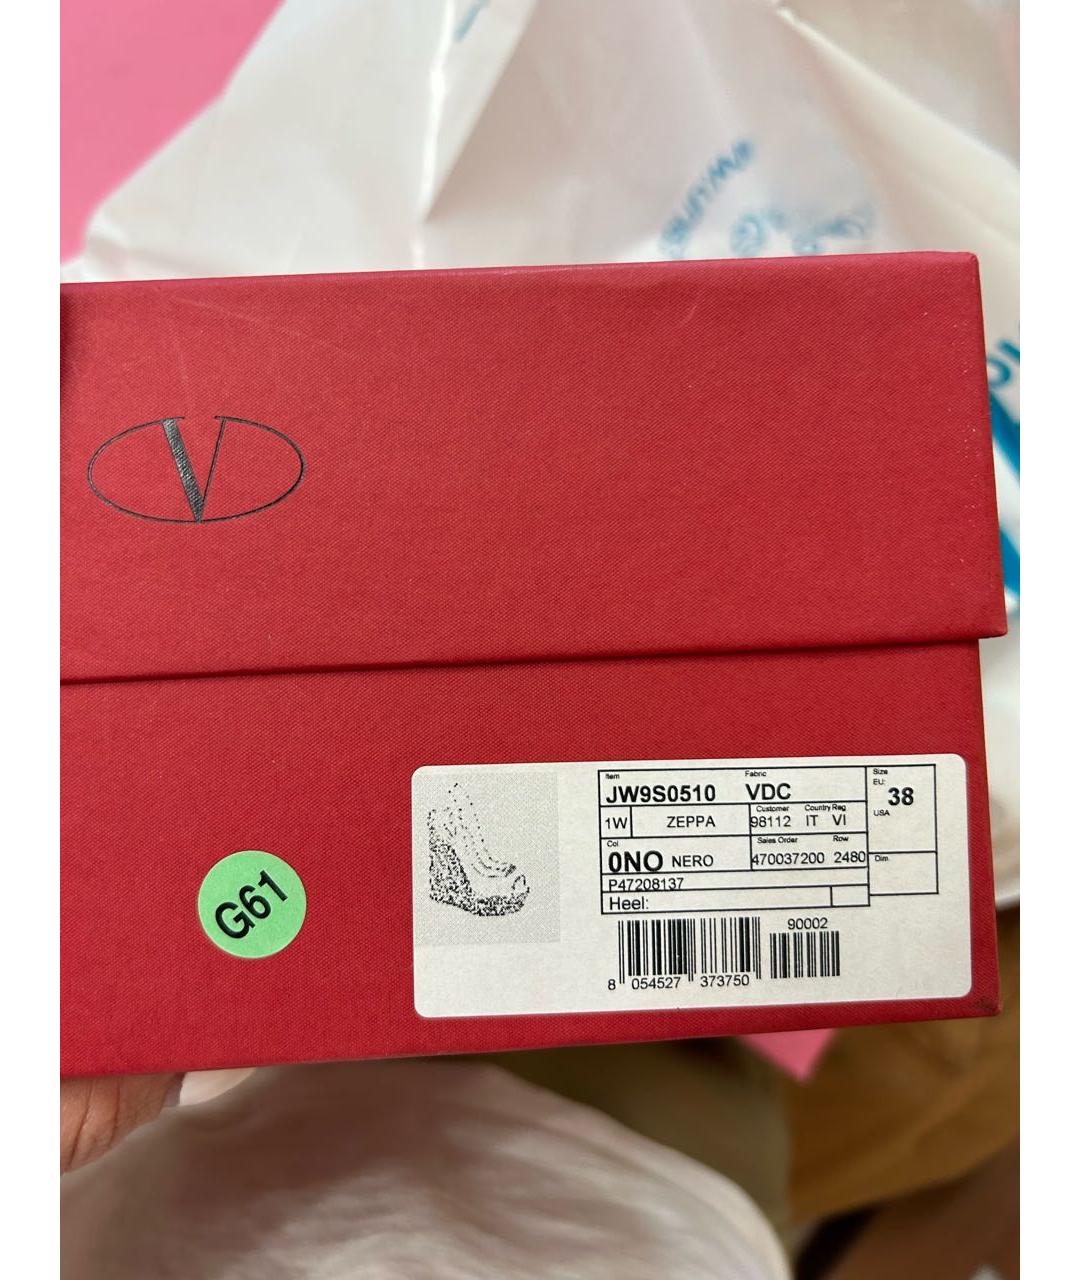 V
G61
Item Fabric
JW9S0510 VDC
1W ZEPPA
Customer Country Reg
98112 IT VI
Col
0NO NERO
Sales Order Row
470037200 2480
P47208137
Heel:
Size
EU:
38
USA
Dim.
90002
8 054527 373750